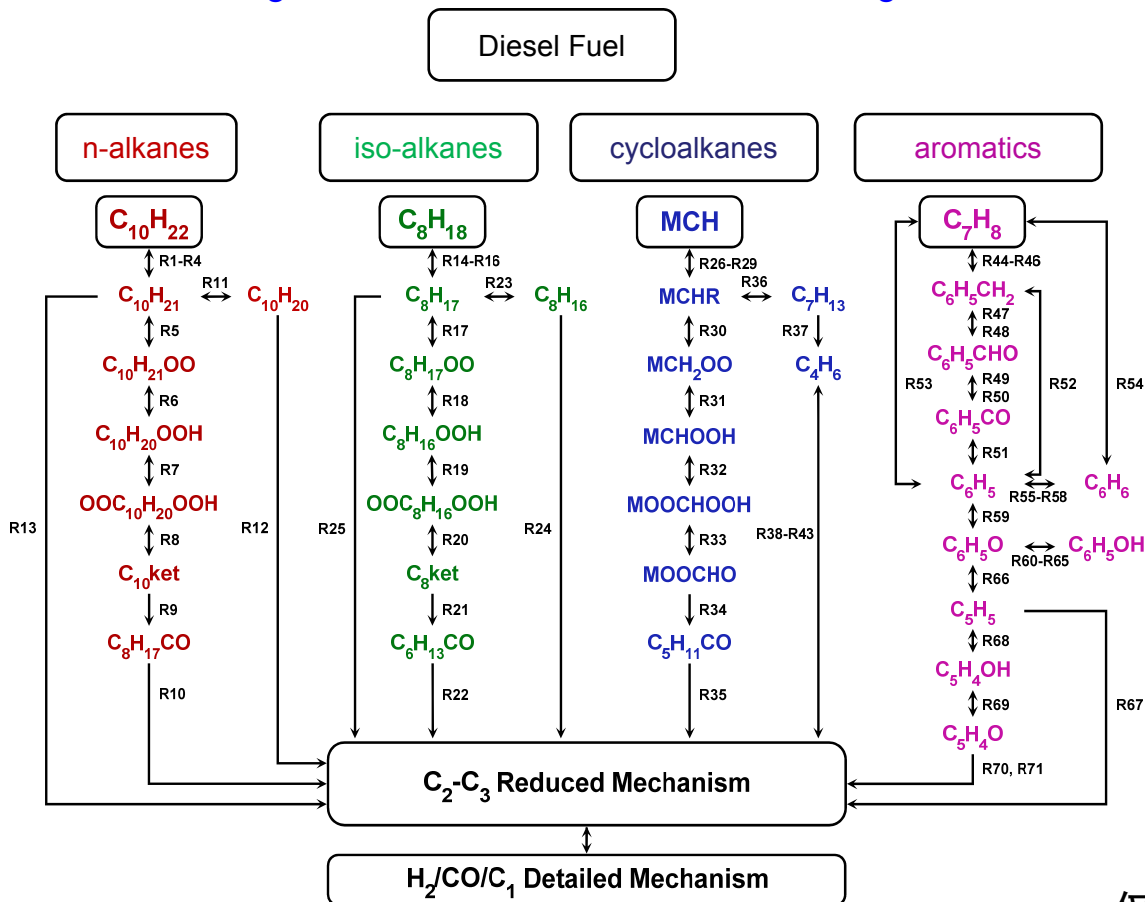 Diesel Fuel
n-alkanes
iso-alkanes
cycloalkanes
aromatics
C10H22
C8H18
MCH
C7H8
R1-R4
R14-R16
R26-R29
R44-R46
R11
R23
R36
C10H21
C10H20
C8H17
C8H16
MCHR
C7H13
C6H5CH2
R5
R17
R30
R37
R47
R48
C10H21OO
C8H17OO
MCH2OO
C4H6
C6H5CHO
R6
R18
R31
R53
R49
R50
R52
R54
C10H20OOH
C8H16OOH
MCHOOH
C6H5CO
R7
R19
R32
R51
OOC10H20OOH
OOC8H16OOH
MOOCHOOH
C6H5
R55-R58
C6H6
R13
R8
R12
R25
R20
R24
R33
R38-R43
R59
C10ket
C8ket
MOOCHO
C6H5O
R60-R65
C6H5OH
R9
R21
R34
R66
C8H17CO
C6H13CO
C5H11CO
C5H5
R68
C5H4OH
R10
R22
R35
R69
R67
C5H4O
R70, R71
C2-C3 Reduced Mechanism
H2/CO/C1 Detailed Mechanism